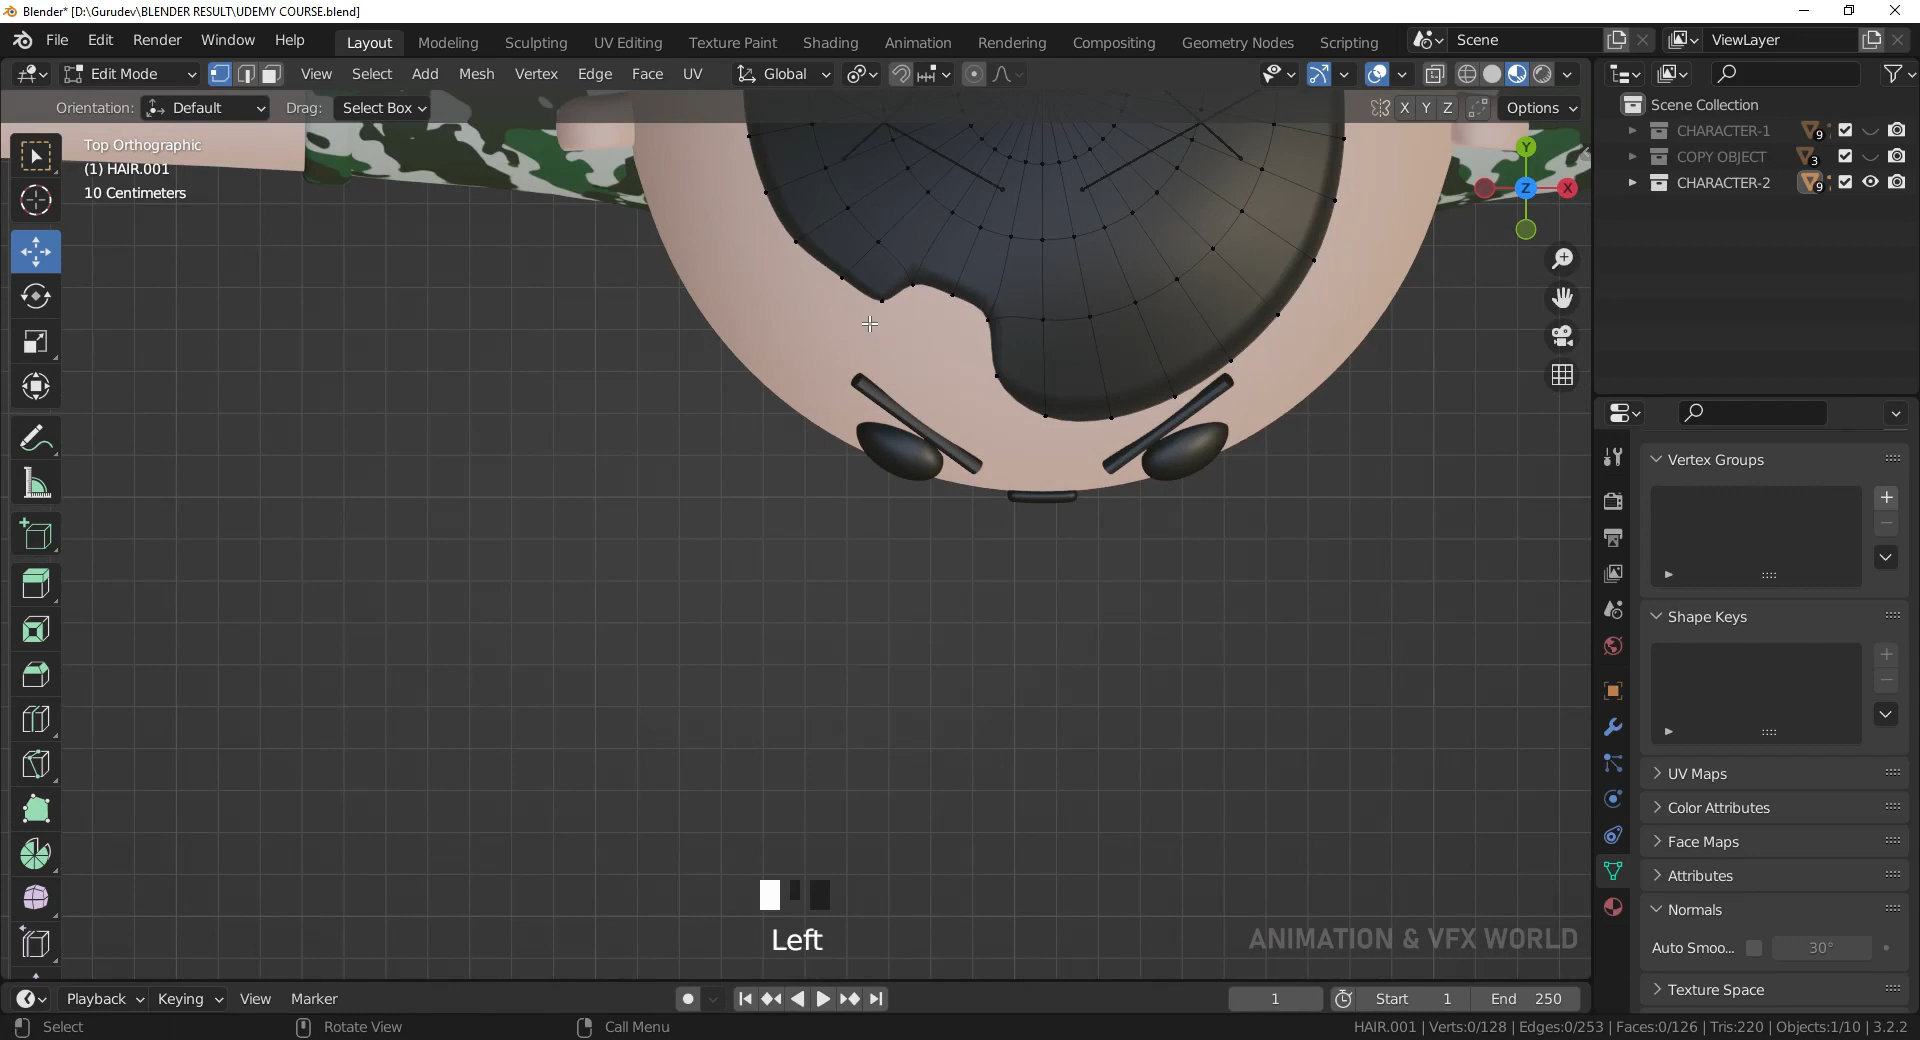 Blender* [D:\Gurudev\BLENDER RESULT\UDEMY COURSE.blend]
File Edit Render Window Help Layout Modeling Sculpting UV Editing Texture Paint Shading Animation Rendering Compositing Geometry Nodes Scripting Scene ViewLayer
Edit Mode View Select Add Mesh Vertex Edge Face UV Global
Orientation: Default Drag: Select Box X Y Z Options
Scene Collection
CHARACTER-1 9
COPY OBJECT 3
CHARACTER-2 9
Top Orthographic
(1) HAIR.001
10 Centimeters
Y
Z
X
Vertex Groups
Shape Keys
UV Maps
Color Attributes
Face Maps
Attributes
Normals
Auto Smoo... 30°
Texture Space
Left
ANIMATION & VFX WORLD
Playback Keying View Marker 1 Start 1 End 250
Select Rotate View Call Menu HAIR.001 | Verts:0/128 | Edges:0/253 | Faces:0/126 | Tris:220 | Objects:1/10 | 3.2.2